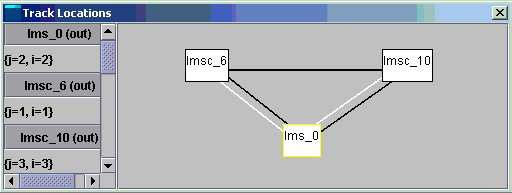 Track Locations
lms_0 (out)
{j=2, i=2}
lmsc_6 (out)
{j=1, i=1}
lmsc_10 (out)
{j=3, i=3}
lmsc_6
lmsc_10
lms_0